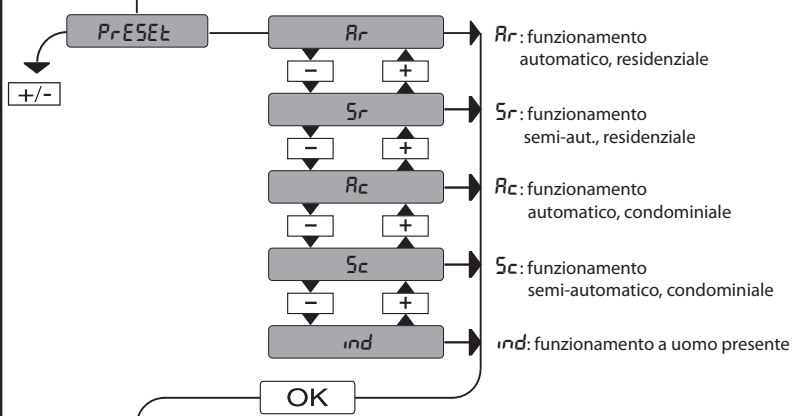 PrESEt
+/-
Ar
Ar: funzionamento
automatico, residenziale
- +
Sr
Sr: funzionamento
semi-aut., residenziale
- +
Ac
Ac: funzionamento
automatico, condominiale
- +
Sc
Sc: funzionamento
semi-automatico, condominiale
- +
ind
ind: funzionamento a uomo presente
OK